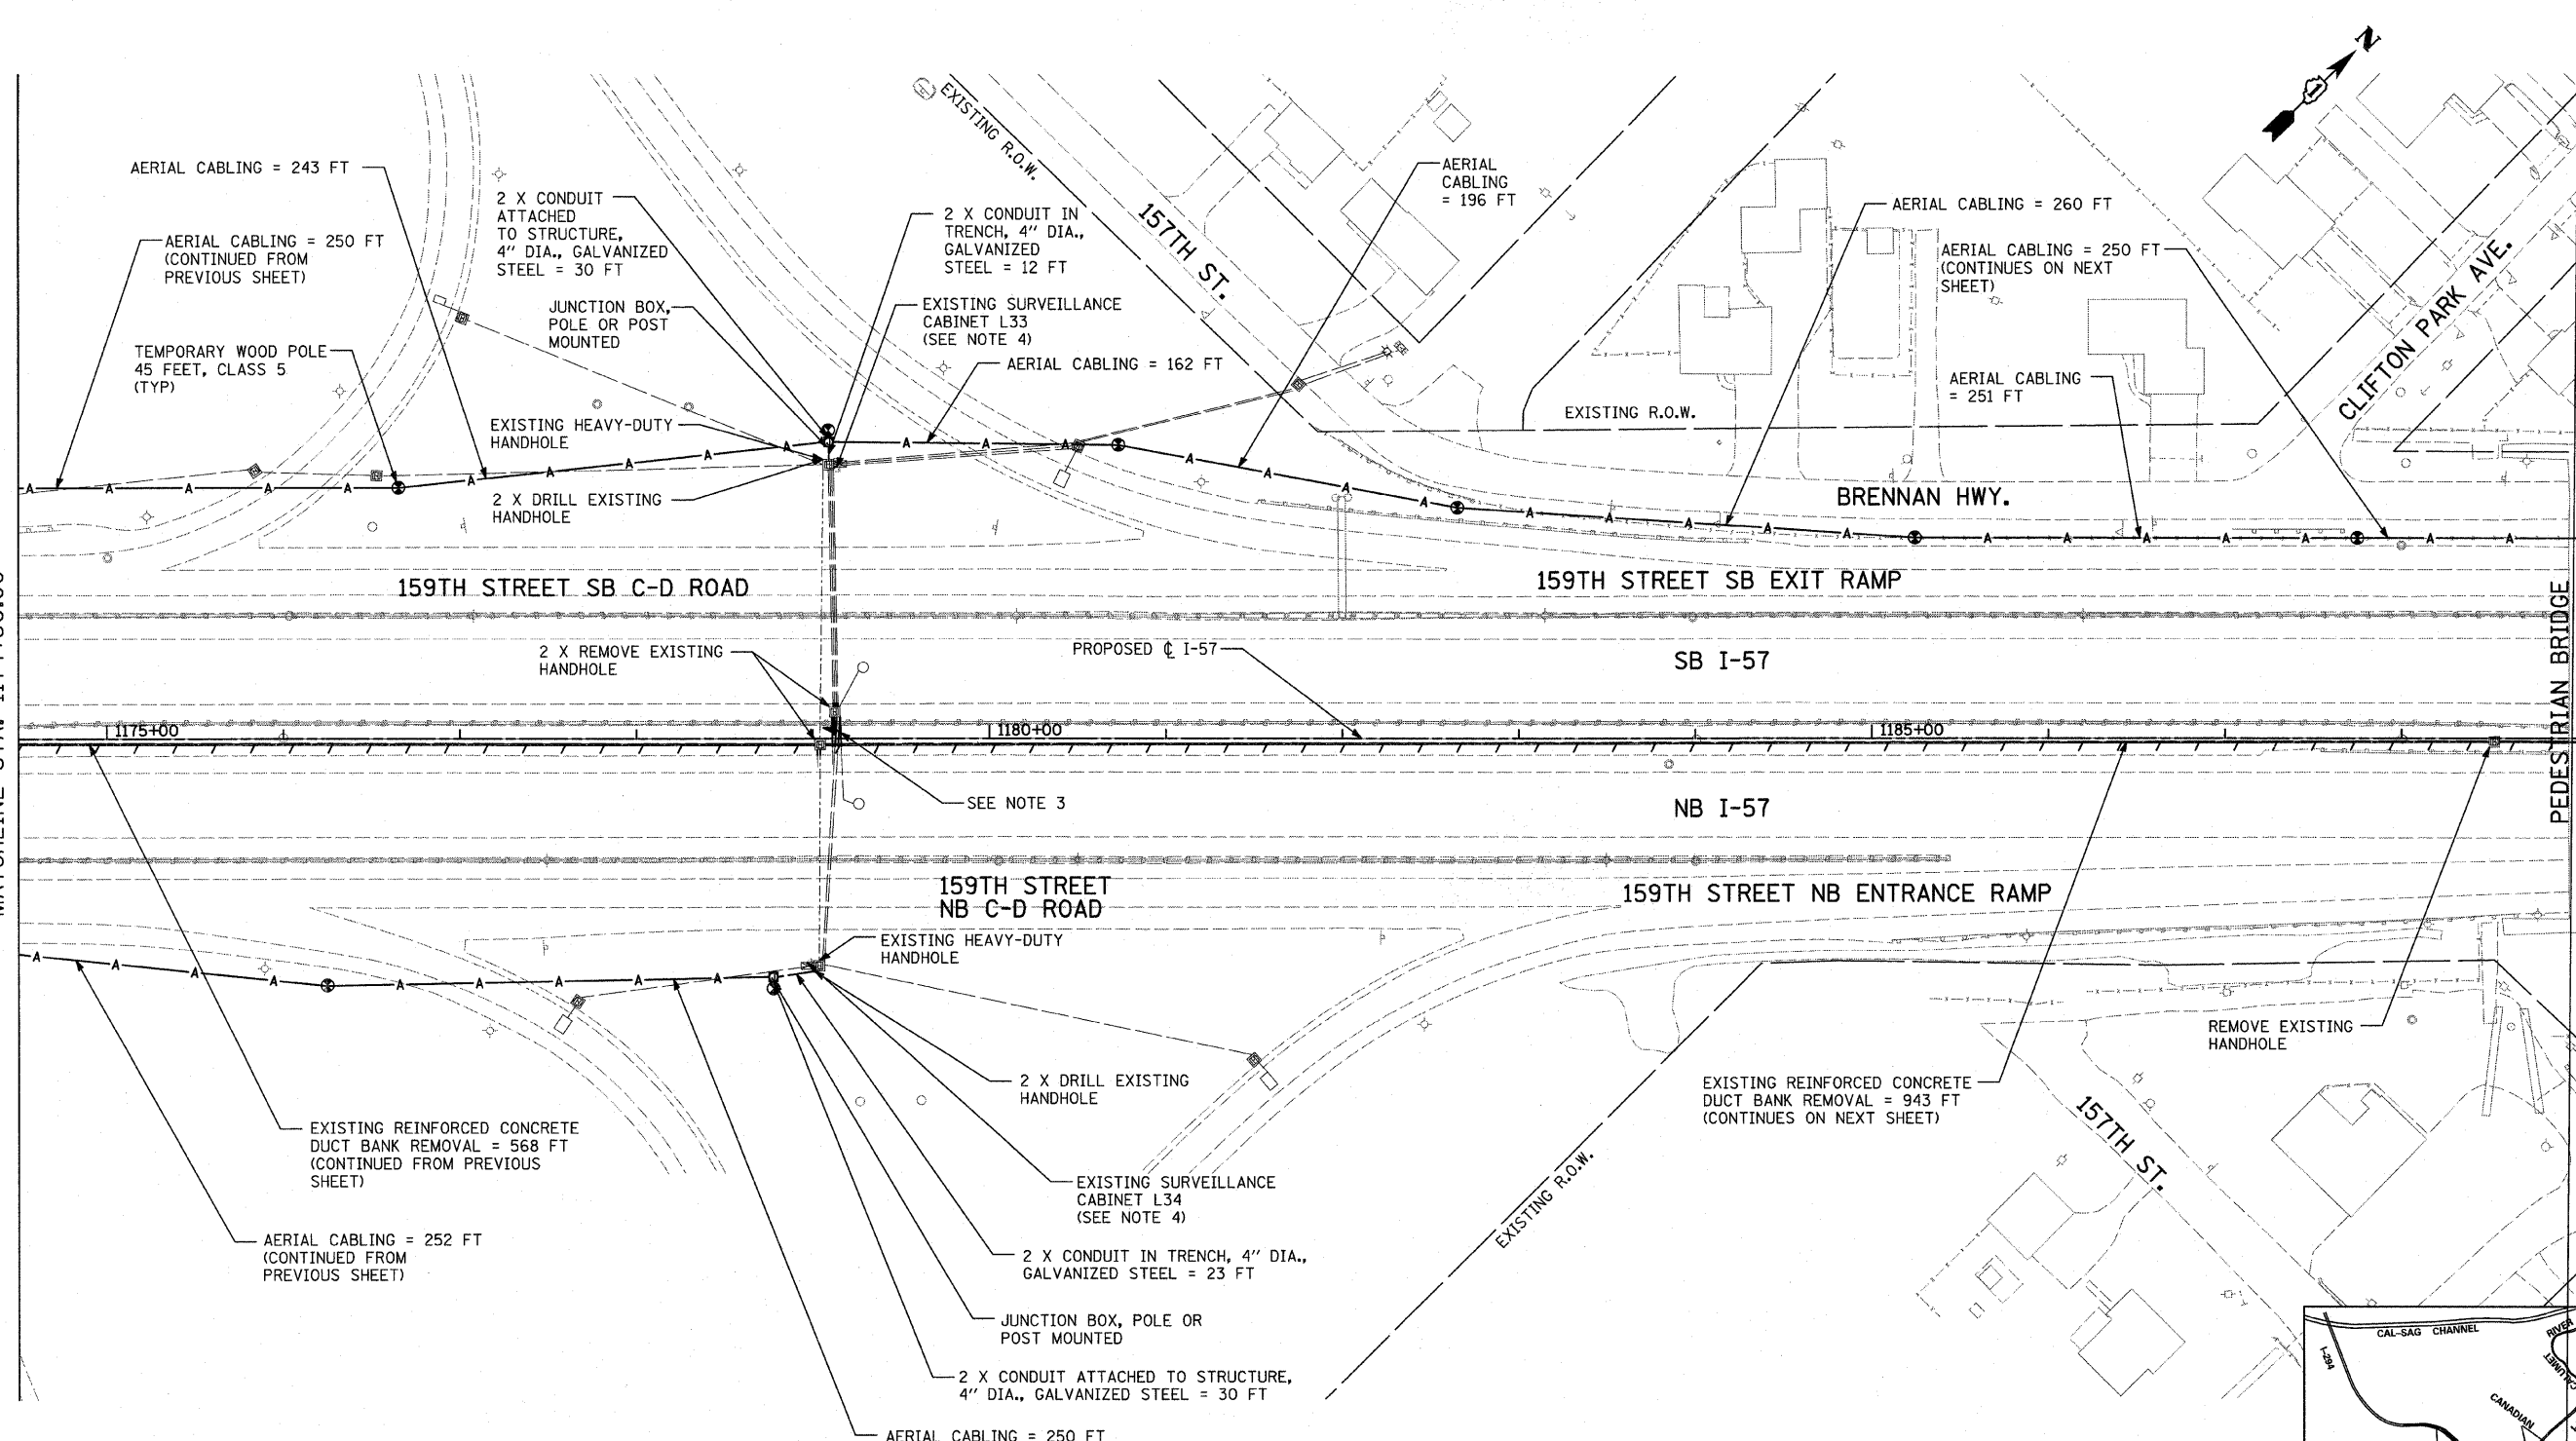 N
1
EXISTING R.O.W.
157TH ST.
AERIAL CABLING = 243 FT
AERIAL CABLING = 250 FT
(CONTINUED FROM
PREVIOUS SHEET)
TEMPORARY WOOD POLE
45 FEET, CLASS 5
(TYP)
2 X CONDUIT
ATTACHED
TO STRUCTURE,
4" DIA., GALVANIZED
STEEL = 30 FT
JUNCTION BOX,
POLE OR POST
MOUNTED
EXISTING HEAVY-DUTY
HANDHOLE
2 X DRILL EXISTING
HANDHOLE
2 X CONDUIT IN
TRENCH, 4" DIA.,
GALVANIZED
STEEL = 12 FT
EXISTING SURVEILLANCE
CABINET L33
(SEE NOTE 4)
AERIAL CABLING = 162 FT
AERIAL
CABLING
= 196 FT
AERIAL CABLING = 260 FT
AERIAL CABLING = 250 FT
(CONTINUES ON NEXT
SHEET)
AERIAL CABLING
= 251 FT
EXISTING R.O.W.
CLIFTON PARK AVE.
BRENNAN HWY.
159TH STREET SB C-D ROAD
159TH STREET SB EXIT RAMP
2 X REMOVE EXISTING
HANDHOLE
PROPOSED ℄ I-57
SB I-57
PEDESTRIAN BRIDGE
1175+00
1180+00
1185+00
SEE NOTE 3
NB I-57
159TH STREET
NB C-D ROAD
159TH STREET NB ENTRANCE RAMP
EXISTING HEAVY-DUTY
HANDHOLE
REMOVE EXISTING
HANDHOLE
2 X DRILL EXISTING
HANDHOLE
EXISTING REINFORCED CONCRETE
DUCT BANK REMOVAL = 943 FT
(CONTINUES ON NEXT SHEET)
157TH ST.
EXISTING REINFORCED CONCRETE
DUCT BANK REMOVAL = 568 FT
(CONTINUED FROM PREVIOUS
SHEET)
EXISTING SURVEILLANCE
CABINET L34
(SEE NOTE 4)
EXISTING R.O.W.
AERIAL CABLING = 252 FT
(CONTINUED FROM
PREVIOUS SHEET)
2 X CONDUIT IN TRENCH, 4" DIA.,
GALVANIZED STEEL = 23 FT
JUNCTION BOX, POLE OR
POST MOUNTED
2 X CONDUIT ATTACHED TO STRUCTURE,
4" DIA., GALVANIZED STEEL = 30 FT
AERIAL CABLING = 250 FT
CAL-SAG CHANNEL
RIVER
I-294
CANADIAN